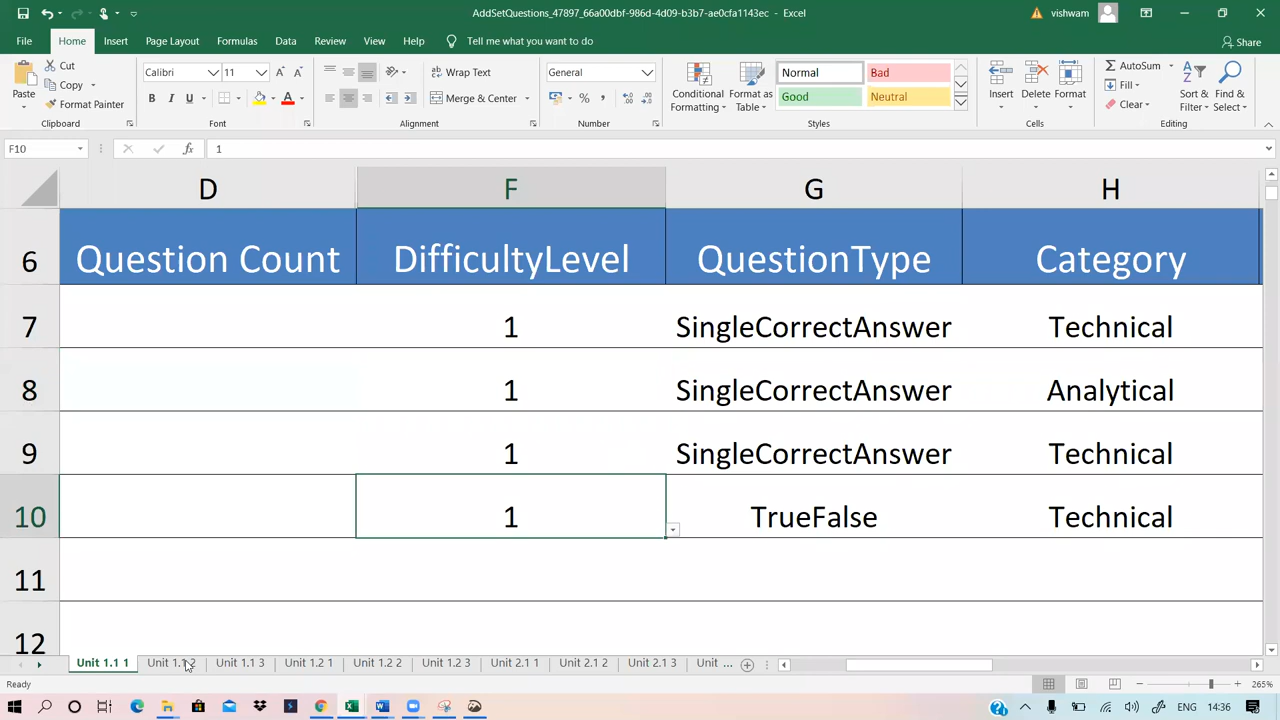 AddSetQuestions_47897_66a00dbf-986d-4d09-b3b7-ae0cfa1143ec - Excel
vishwam
File Home Insert Page Layout Formulas Data Review View Help Tell me what you want to do Share
Cut
Copy
Format Painter
Paste
Clipboard
Calibri 11
B I U
Font
Wrap Text
Merge & Center
Alignment
General
Number
Conditional Formatting
Format as Table
Normal Bad
Good Neutral
Styles
Insert Delete Format
Cells
AutoSum
Fill
Clear
Sort & Filter
Find & Select
Editing
F10 fx 1
D F G H
6 Question Count DifficultyLevel QuestionType Category
7 1 SingleCorrectAnswer Technical
8 1 SingleCorrectAnswer Analytical
9 1 SingleCorrectAnswer Technical
10 1 TrueFalse Technical
11
12
Unit 1.1 1 Unit 1.1 2 Unit 1.1 3 Unit 1.2 1 Unit 1.2 2 Unit 1.2 3 Unit 2.1 1 Unit 2.1 2 Unit 2.1 3 Unit ...
Ready 265%
ENG 14:36